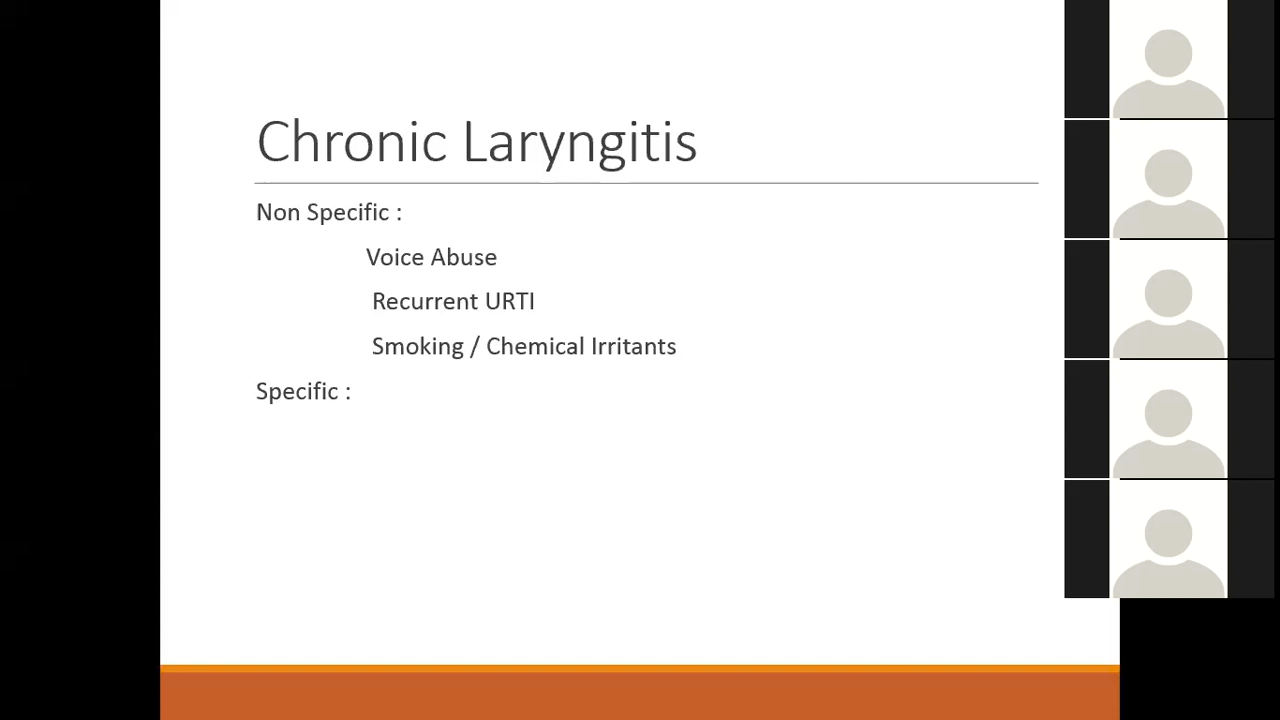 Chronic Laryngitis
Non Specific :
Voice Abuse
Recurrent URTI
Smoking / Chemical Irritants
Specific :